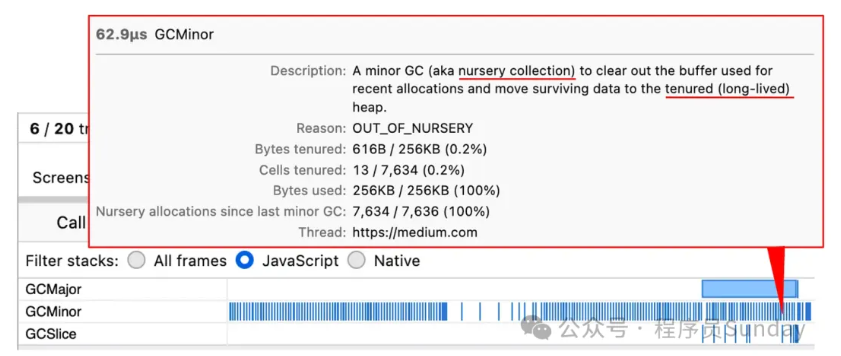 62.9μs GCMinor
Description: A minor GC (aka nursery collection) to clear out the buffer used for
recent allocations and move surviving data to the tenured (long-lived)
heap.
Reason: OUT_OF_NURSERY
Bytes tenured: 616B / 256KB (0.2%)
Cells tenured: 13 / 7,634 (0.2%)
Bytes used: 256KB / 256KB (100%)
Nursery allocations since last minor GC: 7,634 / 7,636 (100%)
Thread: https://medium.com
6 / 20 tr
Screens
Call
Filter stacks: All frames JavaScript Native
GCMajor
GCMinor
GCSlice
公众号 · 程序员Sunday